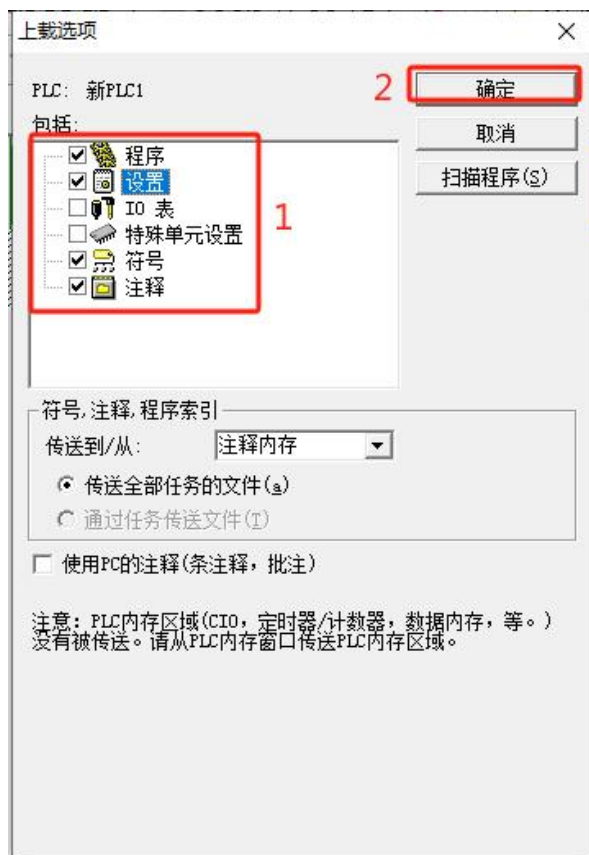 上载选项
PLC: 新PLC1
2
确定
包括:
取消
程序
扫描程序(S)
设置
IO 表
1
特殊单元设置
符号
注释
符号,注释,程序索引
传送到/从:
注释内存
传送全部任务的文件(a)
通过任务传送文件(T)
使用PC的注释(条注释，批注)
注意: PLC内存区域(CIO，定时器/计数器，数据内存，等。)
没有被传送。请从PLC内存窗口传送PLC内存区域。